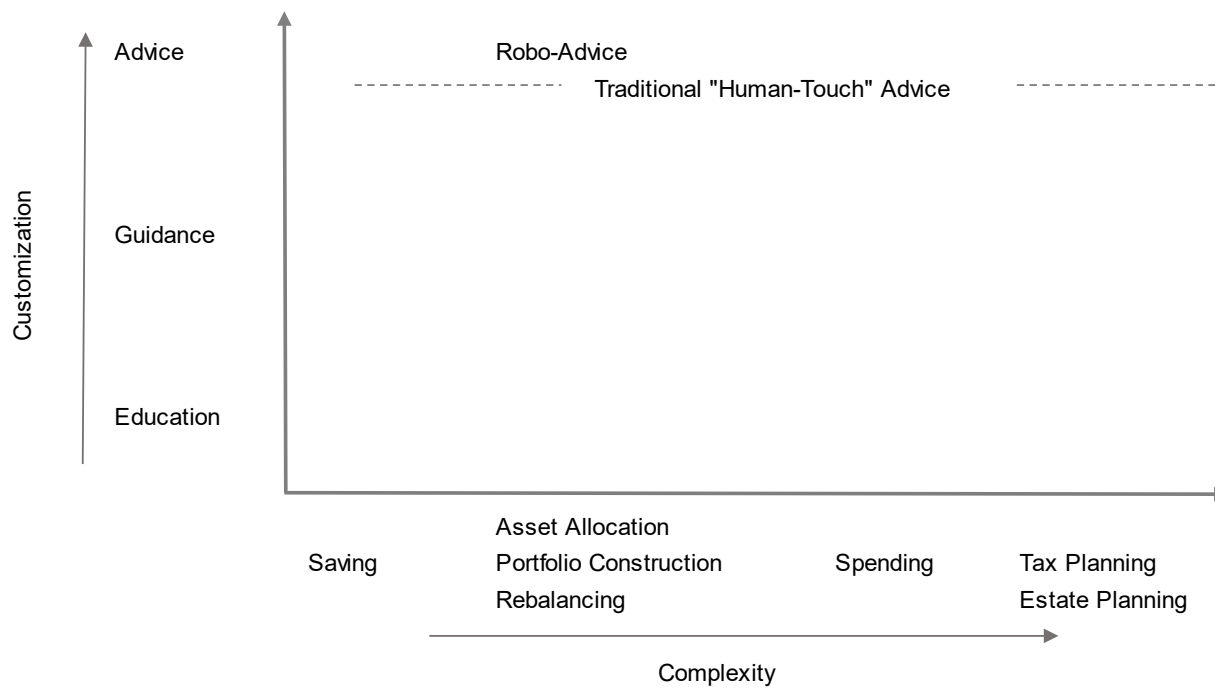 Advice
Robo-Advice
Traditional "Human-Touch" Advice
Customization
Guidance
Education
Asset Allocation
Saving
Portfolio Construction
Spending
Tax Planning
Rebalancing
Estate Planning
Complexity